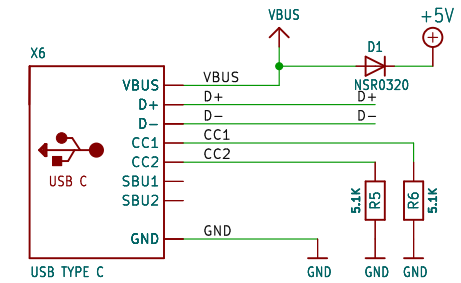 VBUS
+5V
X6
D1
VBUS
VBUS
NSR0320
D+
D+
D+
D-
D-
D-
CC1
CC1
CC2
CC2
USB C
SBU1
SBU2
5.1K
R5
R6
5.1K
GND
GND
USB TYPE C
GND
GND
GND